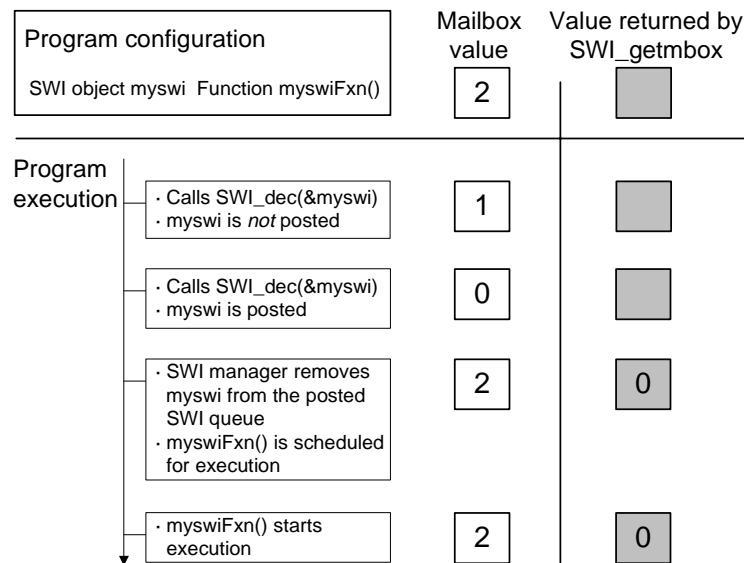 Program configuration
SWI object myswi Function myswiFxn()
Mailbox
value
Value returned by
SWI_getmbox
2
Program
execution
· Calls SWI_dec(&myswi)
· myswi is not posted
1
· Calls SWI_dec(&myswi)
· myswi is posted
0
· SWI manager removes
myswi from the posted
SWI queue
· myswiFxn() is scheduled
for execution
2
0
· myswiFxn() starts
execution
2
0